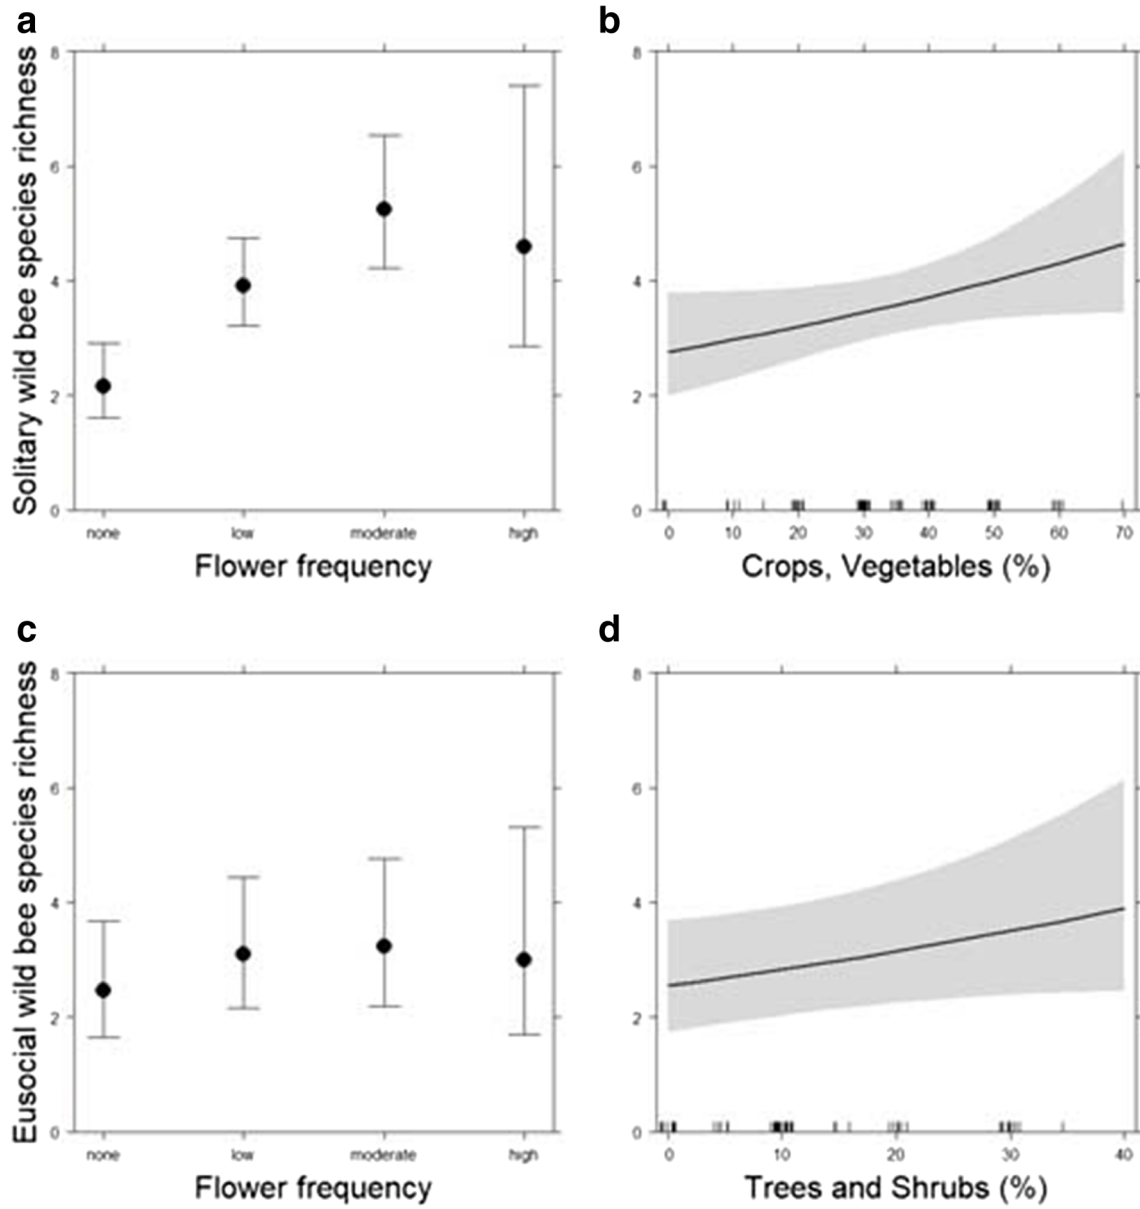 a
b
Solitary wild bee species richness
8
6
4
2
0
none
low
moderate
high
Flower frequency
8
6
4
2
0
0
10
20
30
40
50
60
70
Crops, Vegetables (%)
c
d
Eusocial wild bee species richness
8
6
4
2
0
none
low
moderate
high
Flower frequency
8
6
4
2
0
0
10
20
30
40
Trees and Shrubs (%)